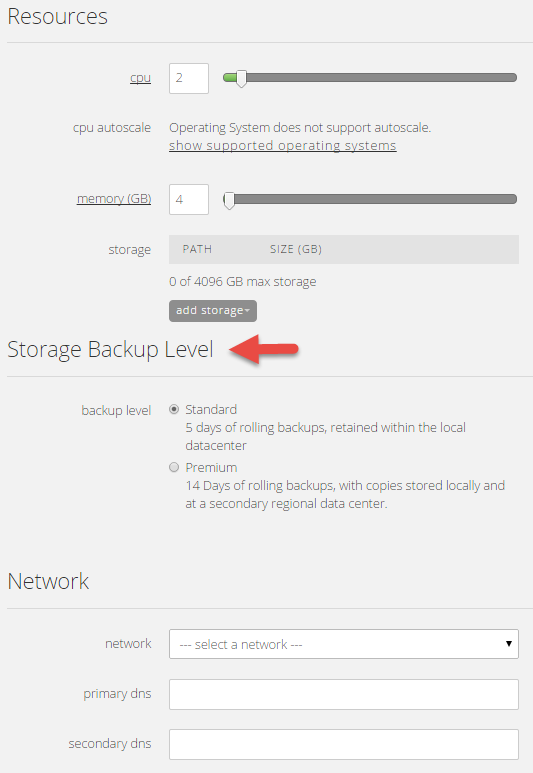 Resources
cpu 2
cpu autoscale Operating System does not support autoscale.
show supported operating systems
memory (GB) 4
storage PATH SIZE (GB)
0 of 4096 GB max storage
add storage
Storage Backup Level
backup level Standard
5 days of rolling backups, retained within the local
datacenter
Premium
14 Days of rolling backups, with copies stored locally and
at a secondary regional data center.
Network
network --- select a network ---
primary dns
secondary dns